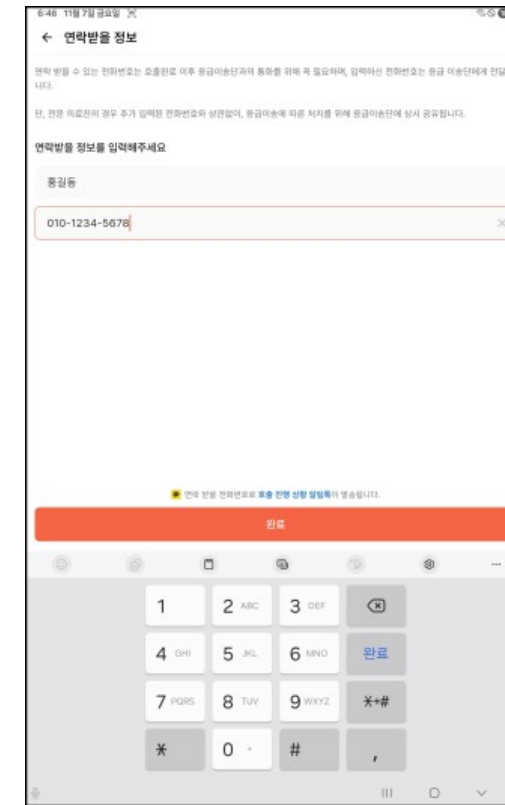 6:46 11월 7일 금요일
← 연락받을 정보
연락 받을 수 있는 전화번호는 호출완료 이후 응급이송단과의 통화를 위해 꼭 필요하며, 입력하신 전화번호는 응급 이송단에게 전달
니다.
단, 전문 의료진의 경우 추가 입력된 전화번호와 상관없이, 응급이송에 따른 처치를 위해 응급이송단에 상시 공유됩니다.
연락받을 정보를 입력해주세요
홍길동
010-1234-5678
연락 받을 전화번호로 호출 진행 상황 알림톡이 발송됩니다.
완료
1 2 ABC 3 DEF
4 GHI 5 JKL 6 MNO 완료
7 PQRS 8 TUV 9 WXYZ *+#
* 0 + # ,